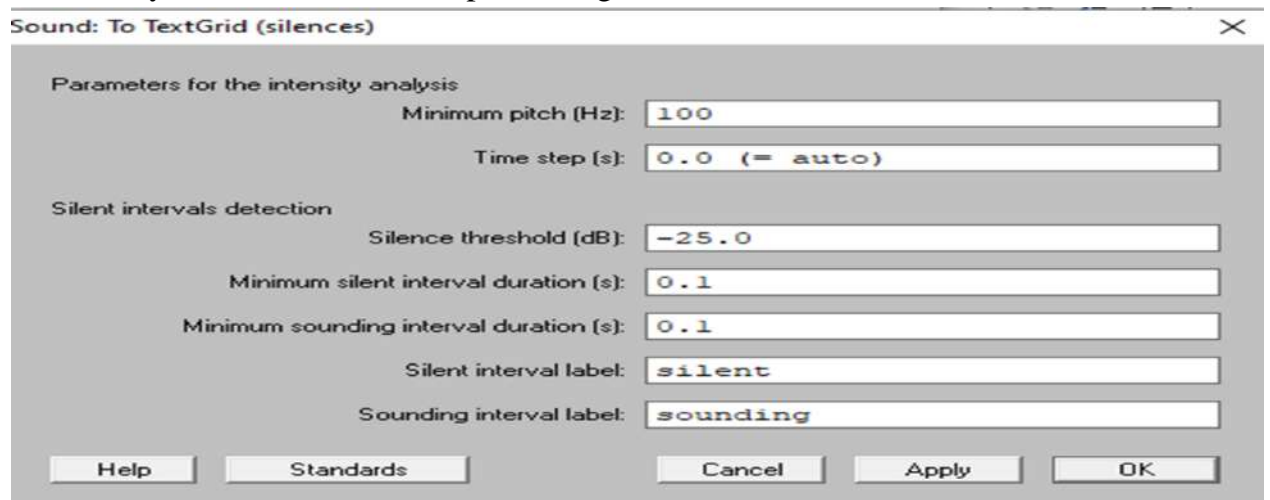 Sound: To TextGrid (silences)
Parameters for the intensity analysis
Minimum pitch (Hz): 100
Time step (s): 0.0 (= auto)
Silent intervals detection
Silence threshold (dB): -25.0
Minimum silent interval duration (s): 0.1
Minimum sounding interval duration (s): 0.1
Silent interval label: silent
Sounding interval label: sounding
Help Standards Cancel Apply OK